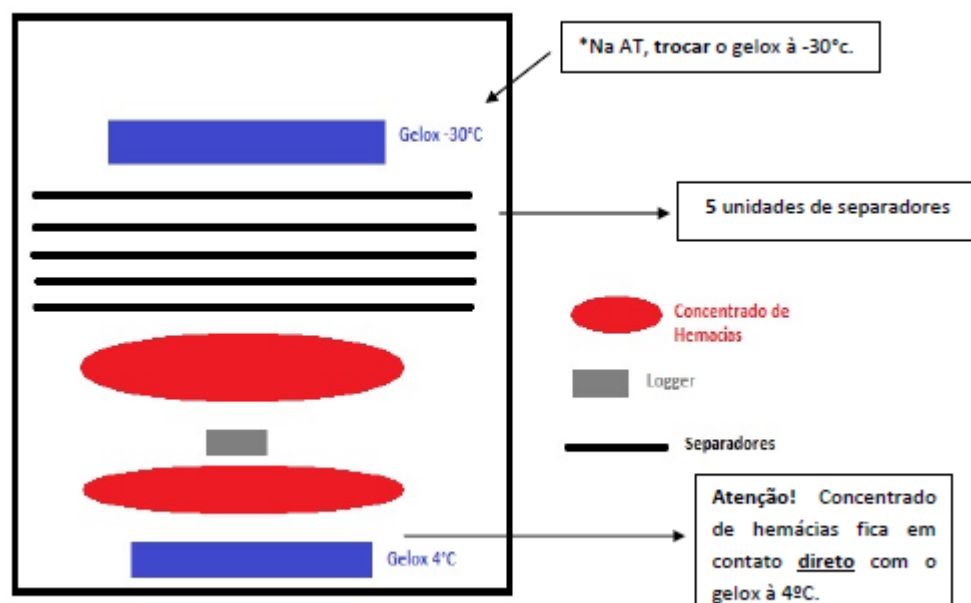 *Na AT, trocar o gelox à -30°c.
Gelox -30°C
5 unidades de separadores
Concentrado de
Hemacias
Logger
Separadores
Atenção! Concentrado
de hemácias fica em
contato direto com o
gelox à 4ºC.
Gelox 4°C